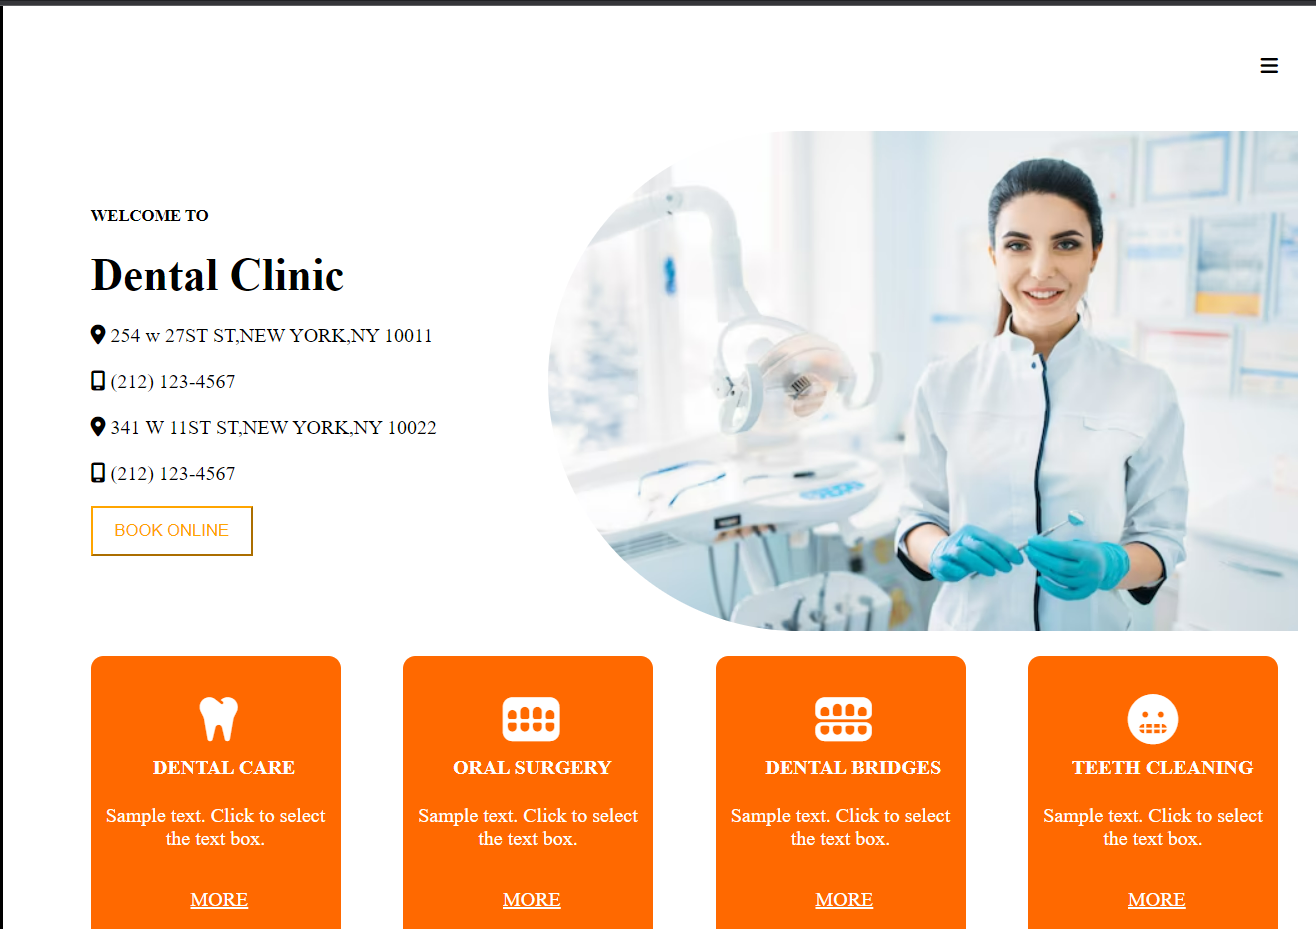 WELCOME TO
Dental Clinic
254 w 27ST ST,NEW YORK,NY 10011
(212) 123-4567
341 W 11ST ST,NEW YORK,NY 10022
(212) 123-4567
BOOK ONLINE
DENTAL CARE
Sample text. Click to select
the text box.
MORE
ORAL SURGERY
Sample text. Click to select
the text box.
MORE
DENTAL BRIDGES
Sample text. Click to select
the text box.
MORE
TEETH CLEANING
Sample text. Click to select
the text box.
MORE